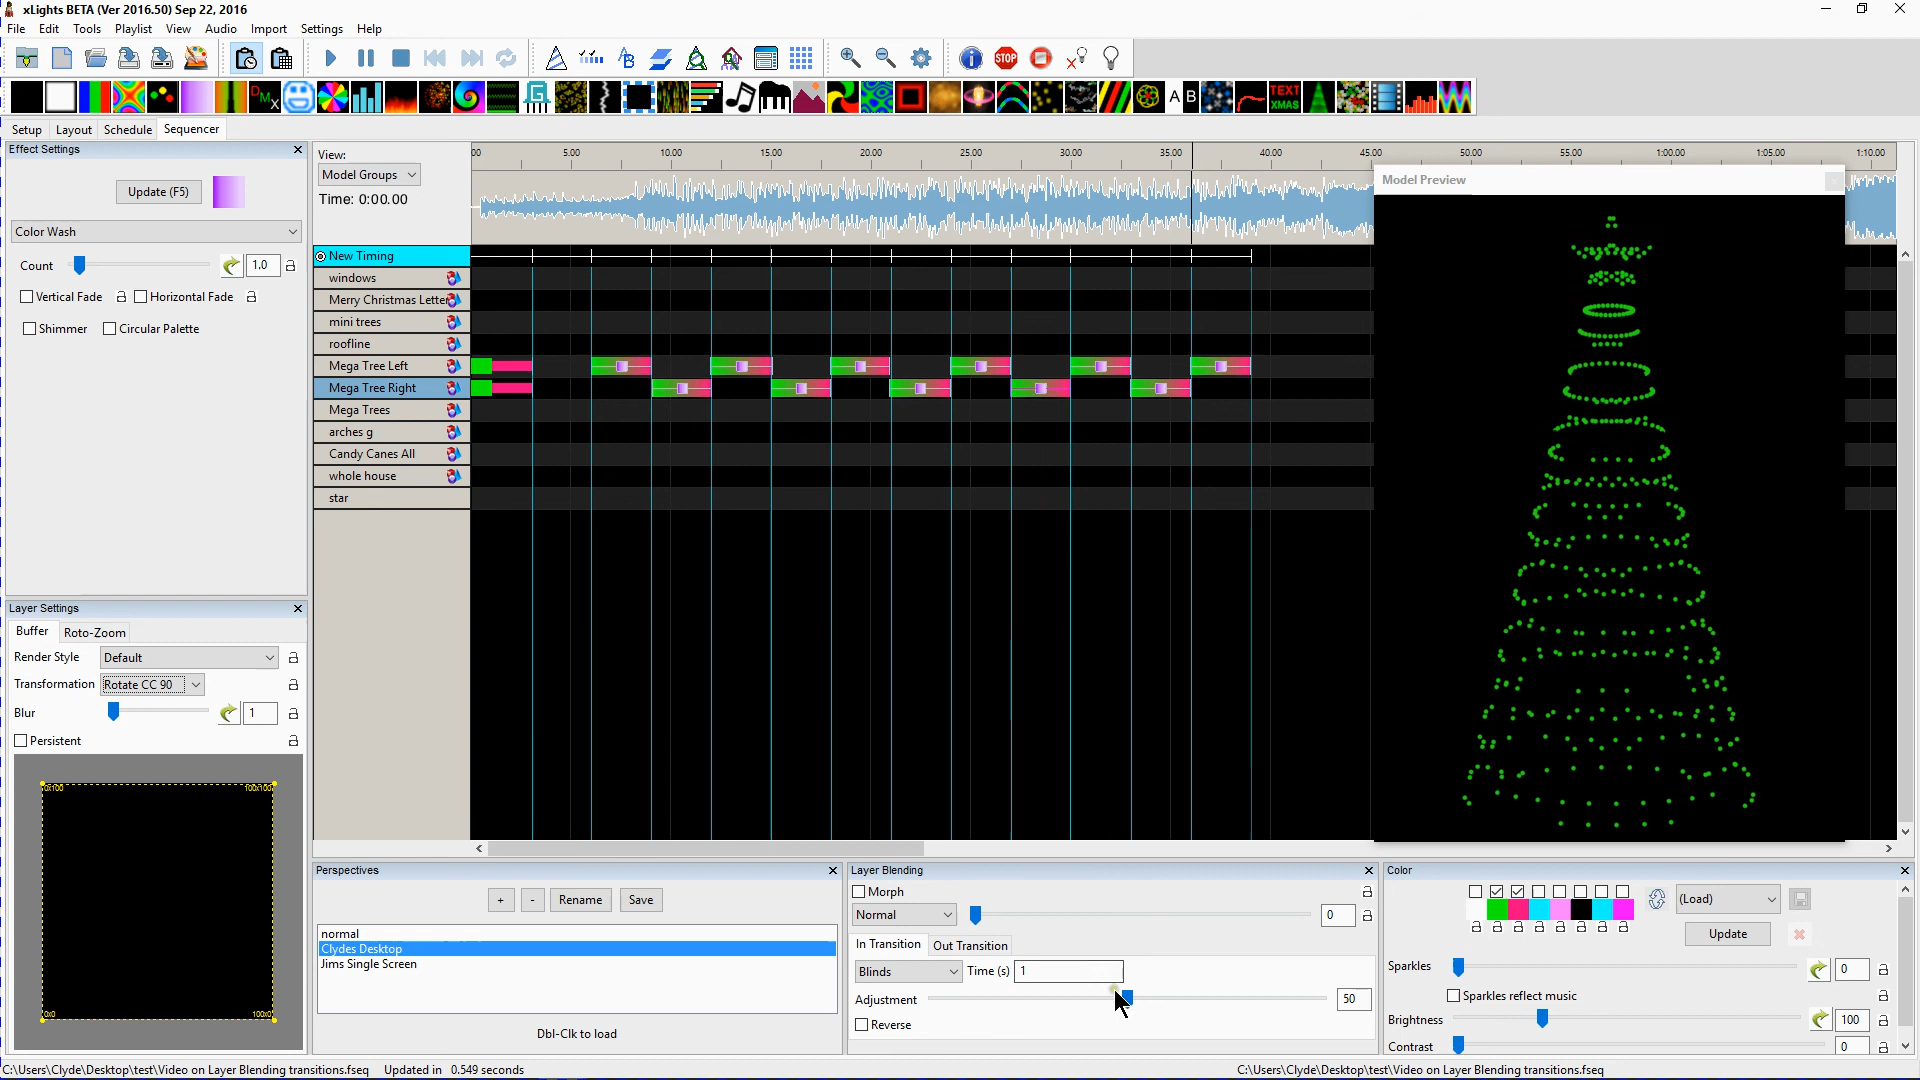 xLights BETA (Ver 2016.50) Sep 22, 2016
File Edit Tools Playlist View Audio Import Settings Help
DMX
A B
TEXT
XMAS
Setup Layout Schedule Sequencer
Effect Settings
Update (F5)
Color Wash
Count 1.0
Vertical Fade Horizontal Fade
Shimmer Circular Palette
View:
Model Groups
Time: 0:00.00
00 5.00 10.00 15.00 20.00 25.00 30.00 35.00 40.00 45.00 50.00 55.00 1:00.00 1:05.00 1:10.00
Model Preview
New Timing
windows
Merry Christmas Letter
mini trees
roofline
Mega Tree Left
Mega Tree Right
Mega Trees
arches g
Candy Canes All
whole house
star
Layer Settings
Buffer Roto-Zoom
Render Style Default
Transformation Rotate CC 90
Blur 1
Persistent
0x100 100x100
0x0 100x0
Perspectives
+ - Rename Save
normal
Clydes Desktop
Jims Single Screen
Dbl-Clk to load
Layer Blending
Morph
Normal 0
In Transition Out Transition
Blinds Time (s) 1
Adjustment 50
Reverse
Color
(Load)
Update
Sparkles 0
Sparkles reflect music
Brightness 100
Contrast 0
C:\Users\Clyde\Desktop\test\Video on Layer Blending transitions.fseq Updated in 0.549 seconds
C:\Users\Clyde\Desktop\test\Video on Layer Blending transitions.fseq